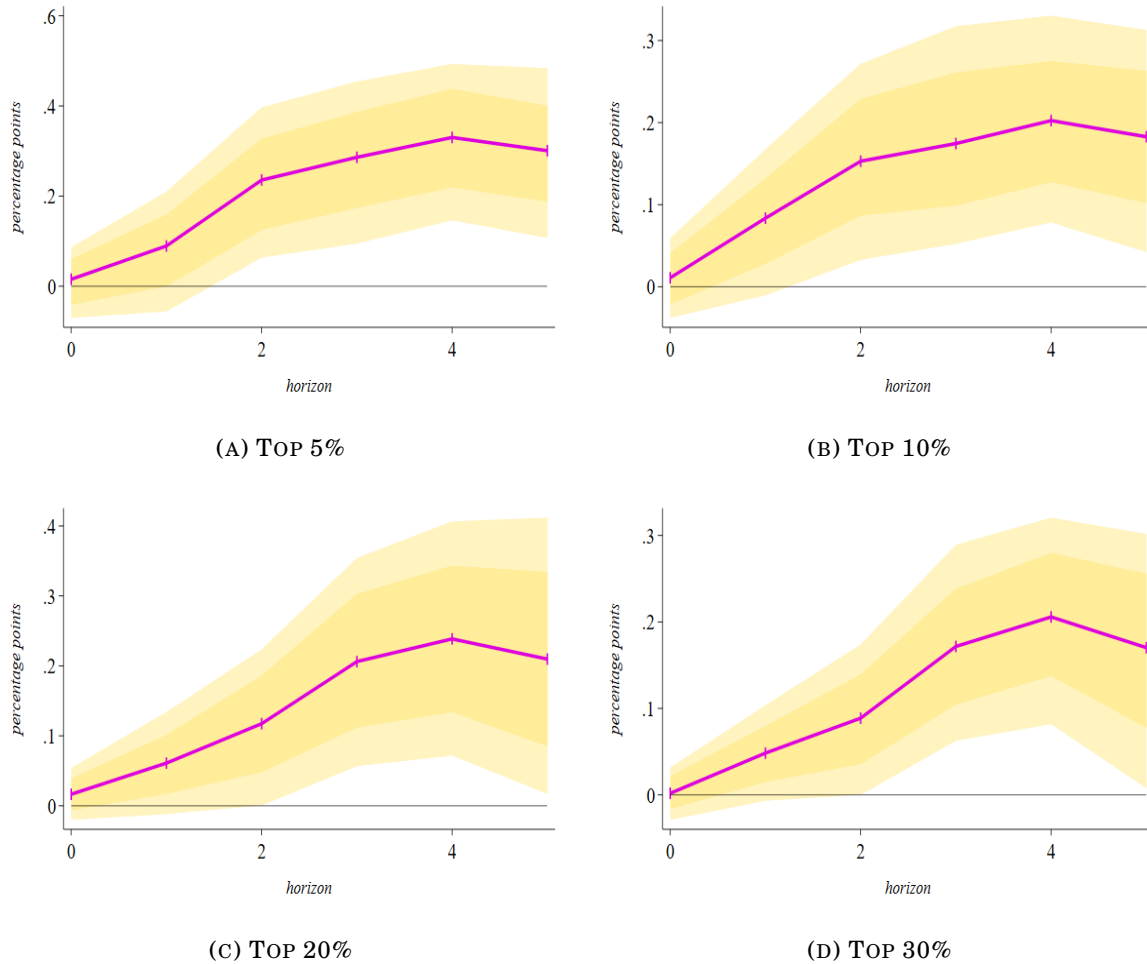 .6
.4
.2
0
percentage points
0
2
4
horizon
(A) TOP 5%
.3
.2
.1
0
percentage points
0
2
4
horizon
(B) TOP 10%
.4
.3
.2
.1
0
percentage points
0
2
4
horizon
(C) TOP 20%
.3
.2
.1
0
percentage points
0
2
4
horizon
(D) TOP 30%